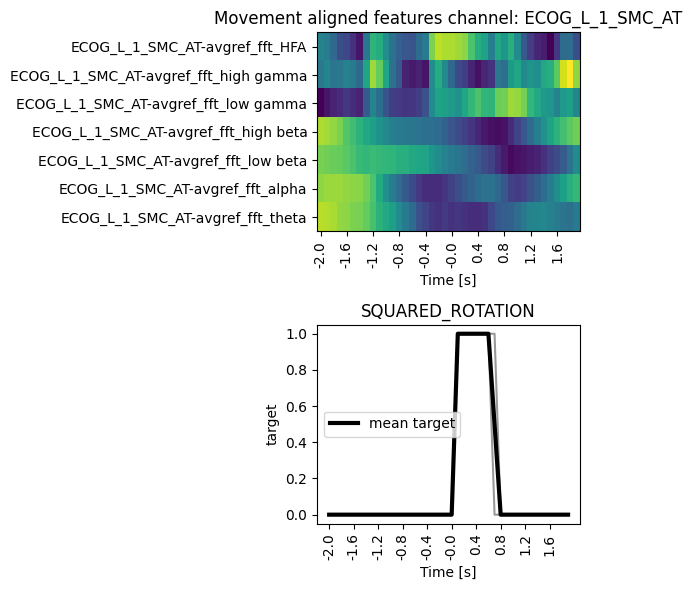 Movement aligned features channel: ECOG_L_1_SMC_AT
ECOG_L_1_SMC_AT-avgref_fft_HFA
ECOG_L_1_SMC_AT-avgref_fft_high gamma
ECOG_L_1_SMC_AT-avgref_fft_low gamma
ECOG_L_1_SMC_AT-avgref_fft_high beta
ECOG_L_1_SMC_AT-avgref_fft_low beta
ECOG_L_1_SMC_AT-avgref_fft_alpha
ECOG_L_1_SMC_AT-avgref_fft_theta
-2.0 -1.6 -1.2 -0.8 -0.4 -0.0 0.4 0.8 1.2 1.6
Time [s]
SQUARED_ROTATION
1.0
0.8
0.6
0.4
0.2
0.0
target
mean target
-2.0 -1.6 -1.2 -0.8 -0.4 -0.0 0.4 0.8 1.2 1.6
Time [s]